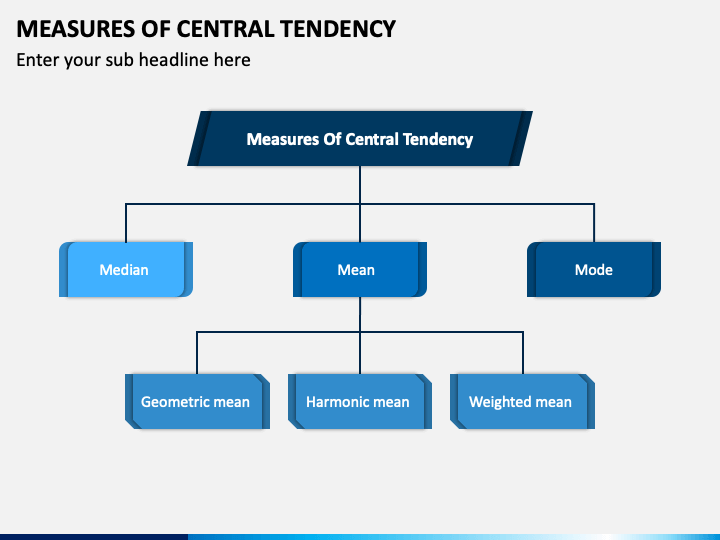 MEASURES OF CENTRAL TENDENCY
Enter your sub headline here
Measures Of Central Tendency
Median
Mean
Mode
Geometric mean
Harmonic mean
Weighted mean